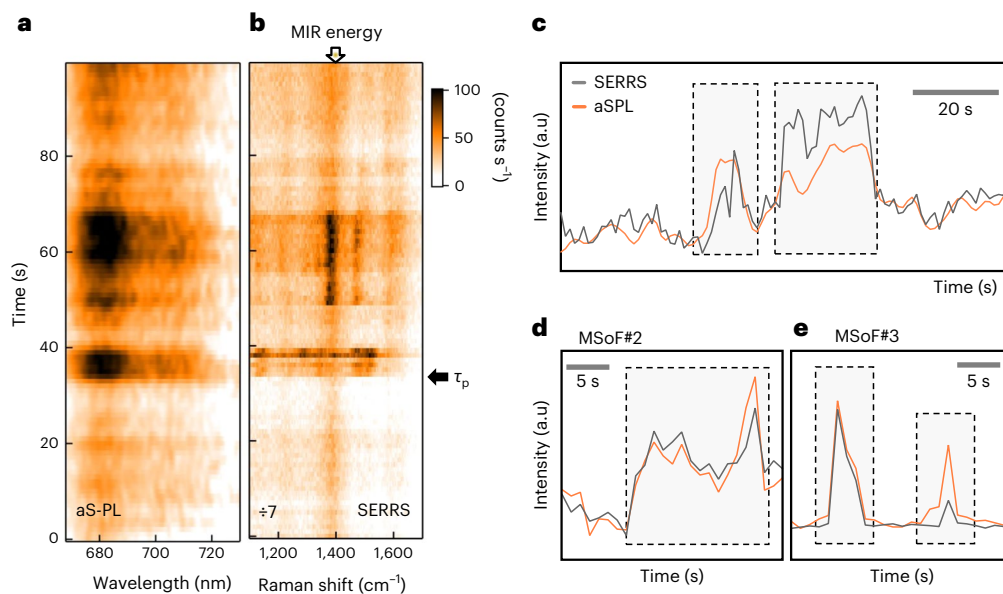 a
b
MIR energy
c
SERRS
aSPL
20 s
Intensity (a.u)
Time (s)
100
50
0
(counts s⁻¹)
80
60
40
20
0
Time (s)
τp
aS-PL
÷7
SERRS
680
700
720
1,200
1,400
1,600
Wavelength (nm)
Raman shift (cm⁻¹)
d
MSoF#2
5 s
Intensity (a.u)
Time (s)
e
MSoF#3
5 s
Time (s)